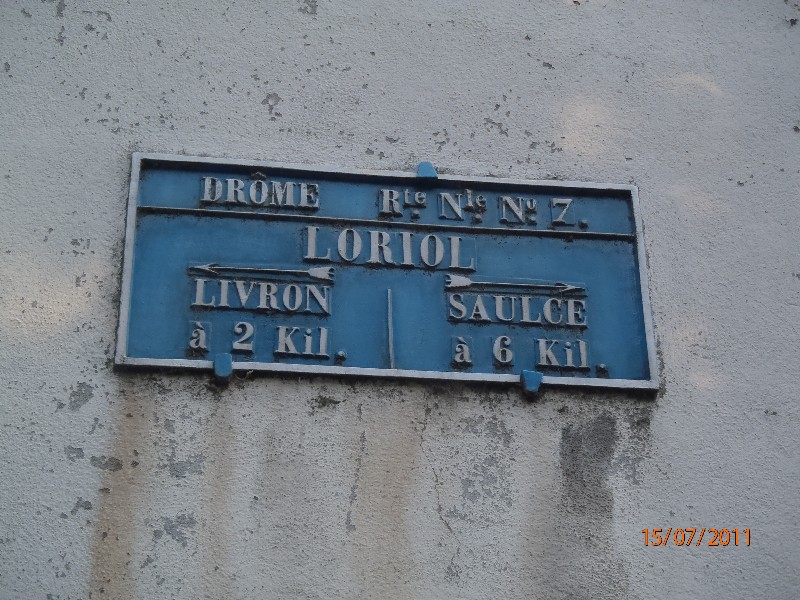 DRÔME Rte Nle No 7.
LORIOL
LIVRON SAULCE
à 2 Kil. à 6 Kil.
15/07/2011